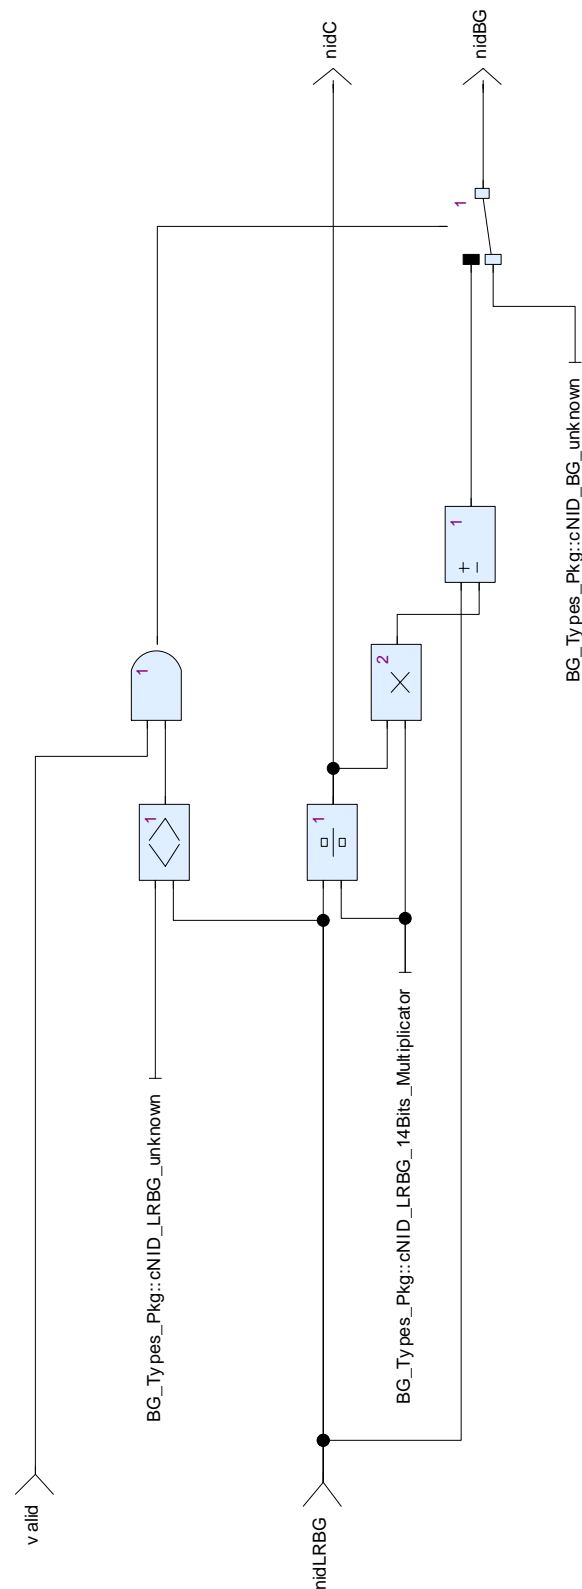 valid
BG_Types_Pkg::cNID_LRBG_unknown
1
1
nidLRBG
1
nidC
BG_Types_Pkg::cNID_LRBG_14Bits_Multiplicator
2
1
+
−
1
nidBG
BG_Types_Pkg::cNID_BG_unknown